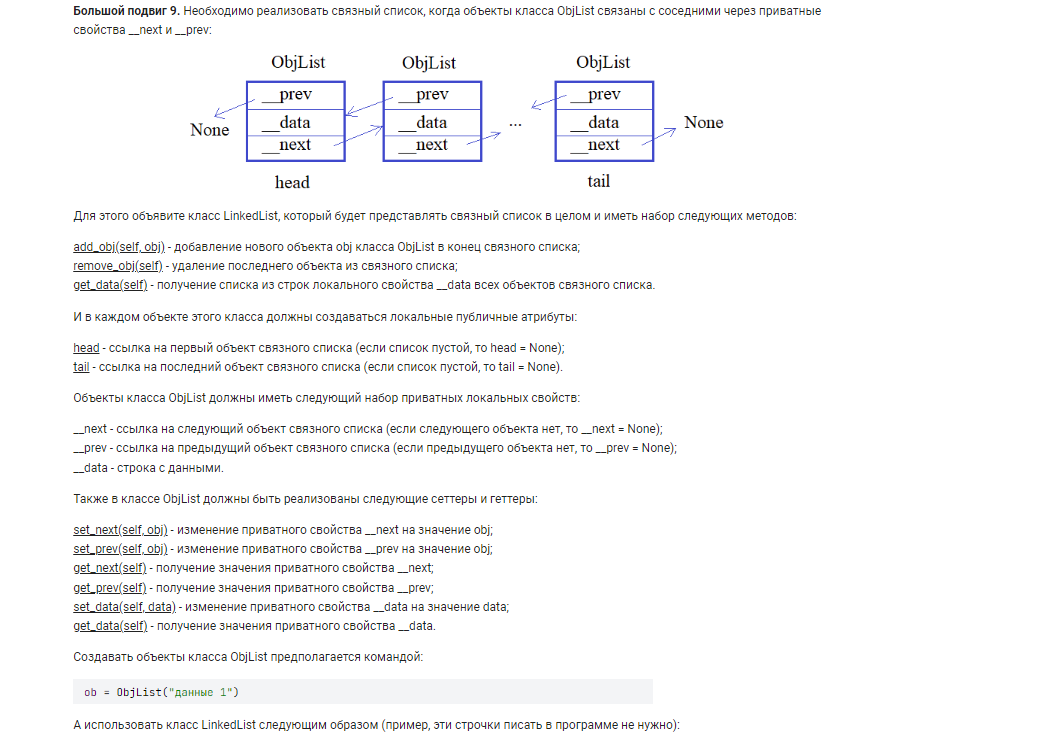 Большой подвиг 9. Необходимо реализовать связный список, когда объекты класса ObjList связаны с соседними через приватные
свойства __next и __prev:
ObjList ObjList ObjList
__prev __prev __prev
None __data __data ... __data None
__next __next __next
head tail
Для этого объявите класс LinkedList, который будет представлять связный список в целом и иметь набор следующих методов:
add_obj(self, obj) - добавление нового объекта obj класса ObjList в конец связного списка;
remove_obj(self) - удаление последнего объекта из связного списка;
get_data(self) - получение списка из строк локального свойства __data всех объектов связного списка.
И в каждом объекте этого класса должны создаваться локальные публичные атрибуты:
head - ссылка на первый объект связного списка (если список пустой, то head = None);
tail - ссылка на последний объект связного списка (если список пустой, то tail = None).
Объекты класса ObjList должны иметь следующий набор приватных локальных свойств:
__next - ссылка на следующий объект связного списка (если следующего объекта нет, то __next = None);
__prev - ссылка на предыдущий объект связного списка (если предыдущего объекта нет, то __prev = None);
__data - строка с данными.
Также в классе ObjList должны быть реализованы следующие сеттеры и геттеры:
set_next(self, obj) - изменение приватного свойства __next на значение obj;
set_prev(self, obj) - изменение приватного свойства __prev на значение obj;
get_next(self) - получение значения приватного свойства __next;
get_prev(self) - получение значения приватного свойства __prev;
set_data(self, data) - изменение приватного свойства __data на значение data;
get_data(self) - получение значения приватного свойства __data.
Создавать объекты класса ObjList предполагается командой:
ob = ObjList("данные 1")
А использовать класс LinkedList следующим образом (пример, эти строчки писать в программе не нужно):